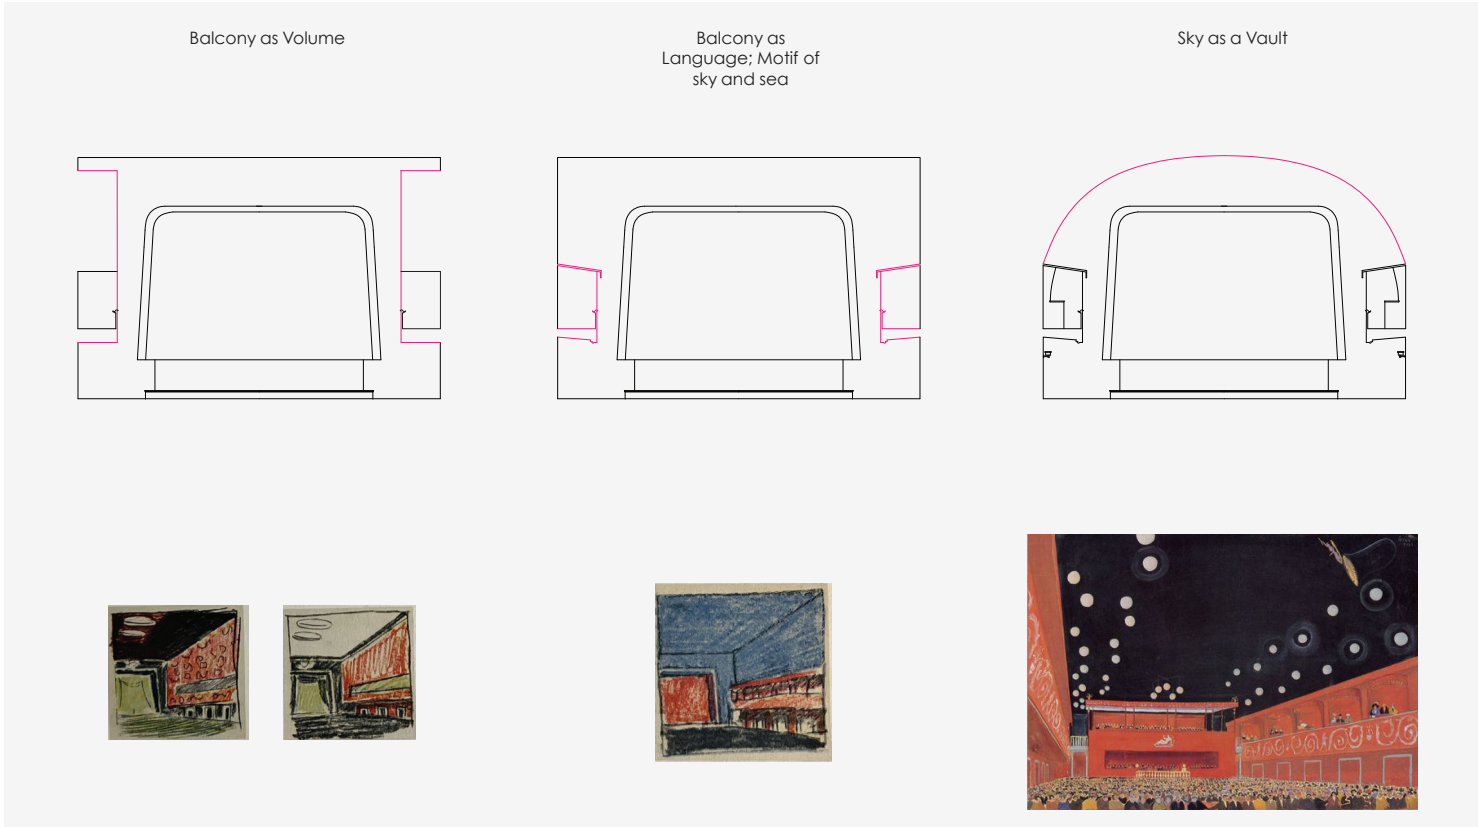 Balcony as Volume
Balcony as
Language; Motif of
sky and sea
Sky as a Vault